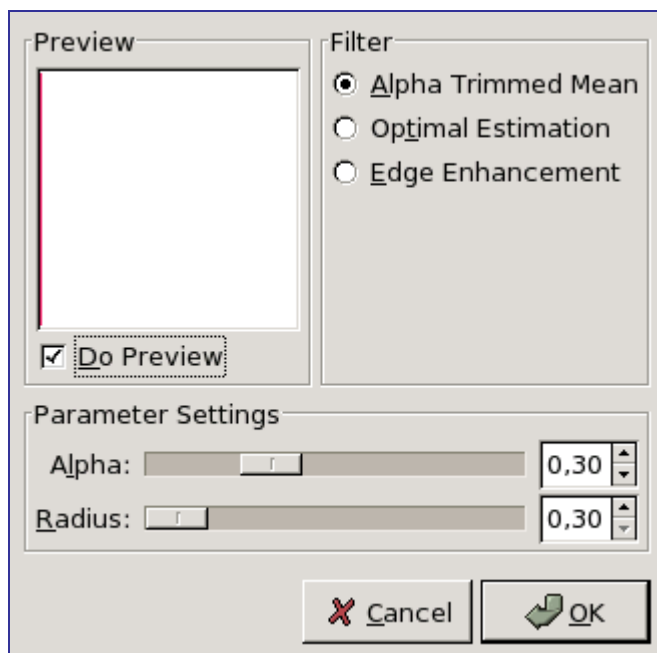 Preview
Do Preview
Filter
Alpha Trimmed Mean
Optimal Estimation
Edge Enhancement
Parameter Settings
Alpha: 0,30
Radius: 0,30
Cancel OK